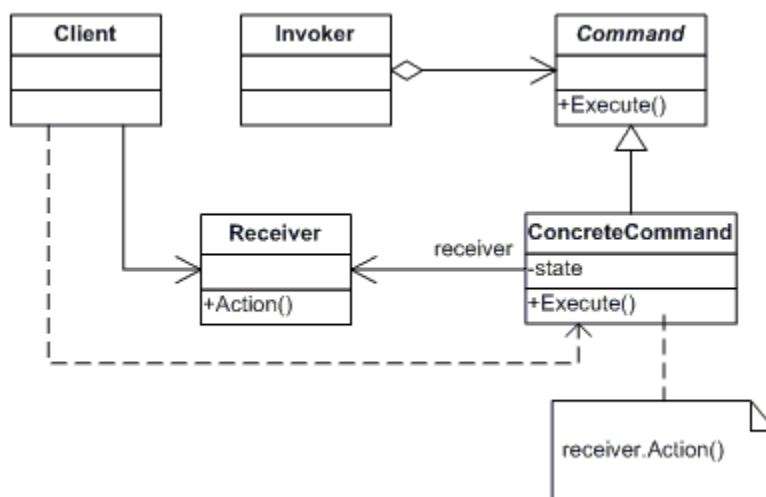 Client
Invoker
Command
+Execute()
Receiver
+Action()
receiver
ConcreteCommand
-state
+Execute()
receiver.Action()